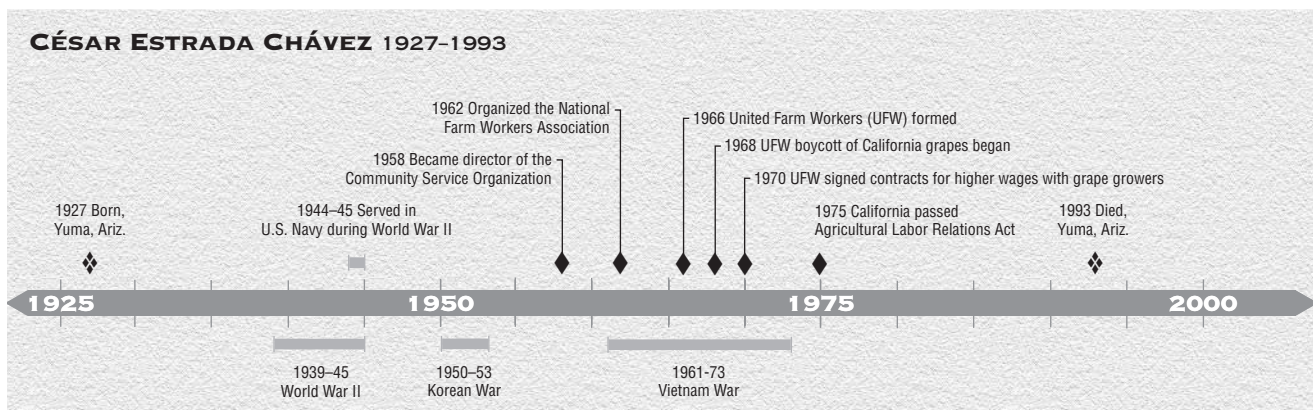 CÉSAR ESTRADA CHÁVEZ 1927–1993
1962 Organized the National
Farm Workers Association
1966 United Farm Workers (UFW) formed
1968 UFW boycott of California grapes began
1958 Became director of the
Community Service Organization
1970 UFW signed contracts for higher wages with grape growers
1927 Born,
Yuma, Ariz.
1944–45 Served in
U.S. Navy during World War II
1975 California passed
Agricultural Labor Relations Act
1993 Died,
Yuma, Ariz.
1925 1950 1975 2000
1939–45
World War II
1950–53
Korean War
1961-73
Vietnam War